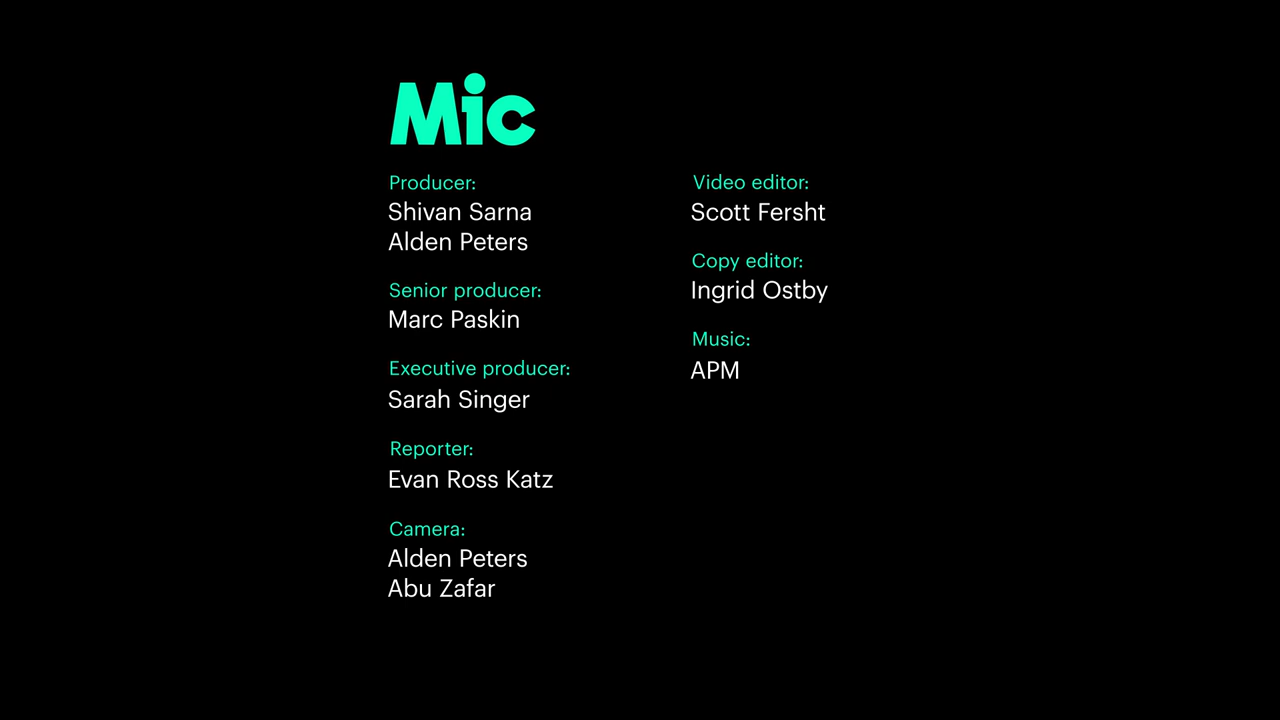 Mic
Producer:
Shivan Sarna
Alden Peters
Senior producer:
Marc Paskin
Executive producer:
Sarah Singer
Reporter:
Evan Ross Katz
Camera:
Alden Peters
Abu Zafar
Video editor:
Scott Fersht
Copy editor:
Ingrid Ostby
Music:
APM